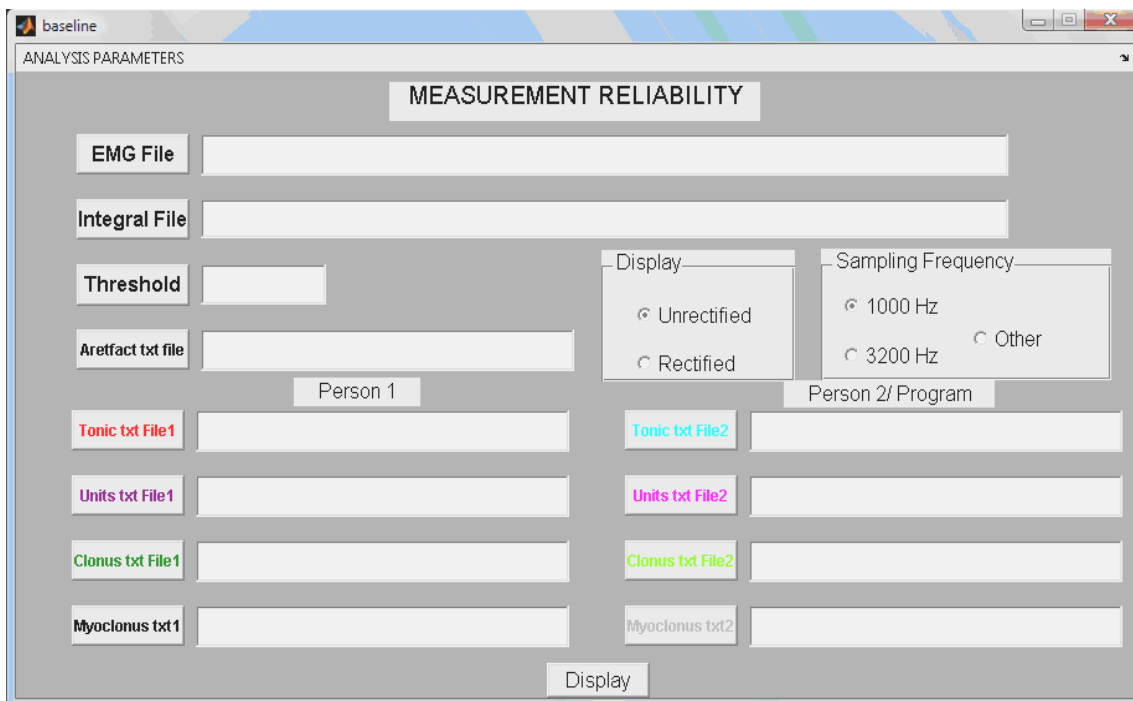 baseline
ANALYSIS PARAMETERS
MEASUREMENT RELIABILITY
EMG File
Integral File
Threshold
Display
Sampling Frequency
Unrectified
1000 Hz
Other
Rectified
3200 Hz
Aretfact txt file
Person 1
Person 2/ Program
Tonic txt File1
Tonic txt File2
Units txt File1
Units txt File2
Clonus txt File1
Clonus txt File2
Myoclonus txt1
Myoclonus txt2
Display